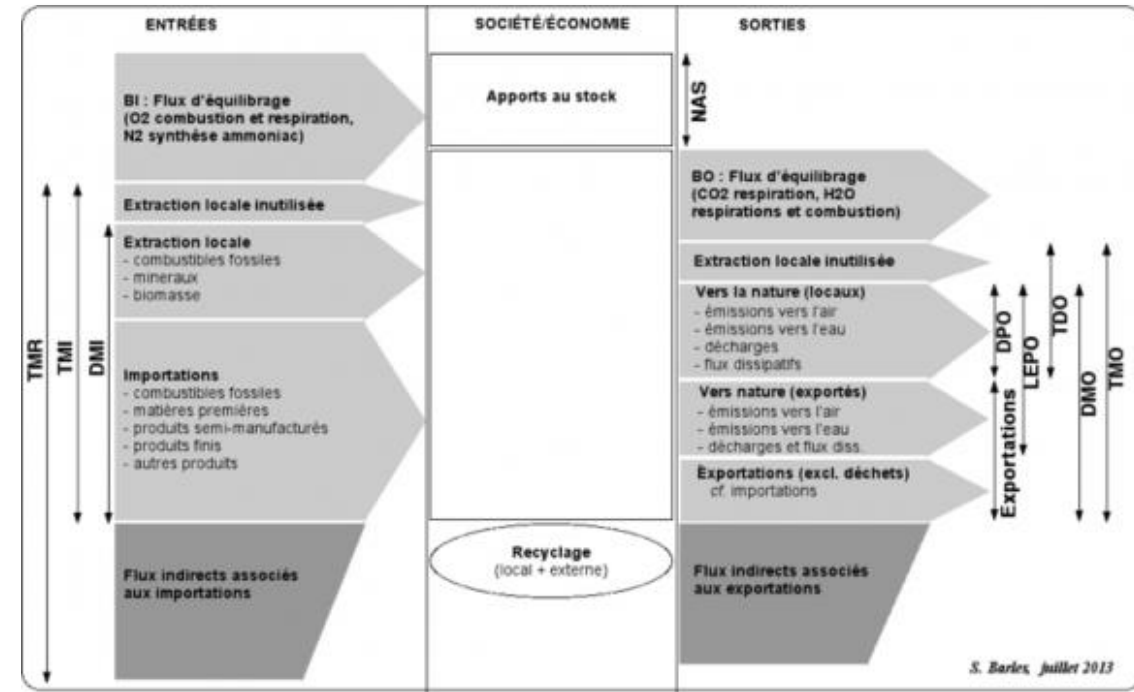 ENTRÉES
SOCIÉTÉ/ÉCONOMIE
SORTIES
BI : Flux d'équilibrage
(O2 combustion et respiration,
N2 synthèse ammoniac)
Extraction locale inutilisée
Extraction locale
- combustibles fossiles
- mineraux
- biomasse
Importations
- combustibles fossiles
- matières premières
- produits semi-manufacturés
- produits finis
- autres produits
Flux indirects associés
aux importations
TMR
TMI
DMI
Apports au stock
Recyclage
(local + externe)
NAS
BO : Flux d'équilibrage
(CO2 respiration, H2O
respirations et combustion)
Extraction locale inutilisée
Vers la nature (locaux)
- émissions vers l'air
- émissions vers l'eau
- décharges
- flux dissipatifs
Vers nature (exportés)
- émissions vers l'air
- émissions vers l'eau
- décharges et flux diss.
Exportations (excl. déchets)
cf. importations
Flux indirects associés
aux exportations
DPO
Exportations
LEPO
TDO
DMO
TMO
S. Barles, juillet 2013